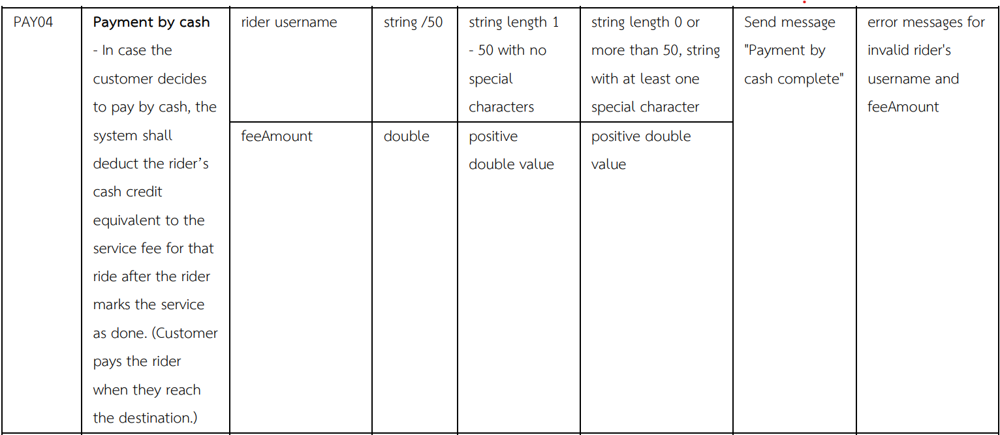 PAY04
Payment by cash
- In case the
customer decides
to pay by cash, the
system shall
deduct the rider’s
cash credit
equivalent to the
service fee for that
ride after the rider
marks the service
as done. (Customer
pays the rider
when they reach
the destination.)
rider username
string /50
string length 1
- 50 with no
special
characters
string length 0 or
more than 50, string
with at least one
special character
Send message
"Payment by
cash complete"
error messages for
invalid rider's
username and
feeAmount
feeAmount
double
positive
double value
positive double
value